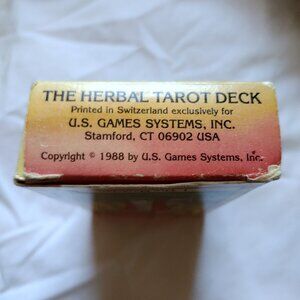 THE HERBAL TAROT DECK
Printed in Switzerland exclusively for
U.S. GAMES SYSTEMS, INC.
Stamford, CT 06902 USA
Copyright © 1988 by U.S. Games Systems, Inc.